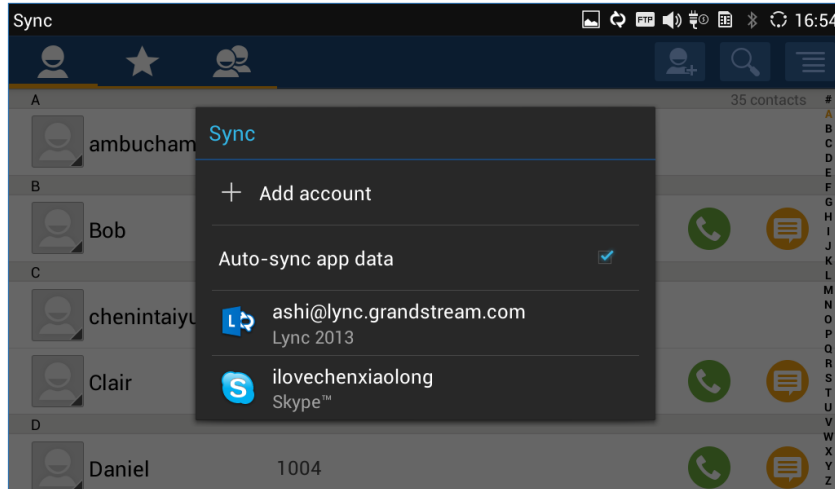 Sync
FTP
16:54
A
35 contacts
ambucham
Sync
Add account
B
Bob
Auto-sync app data
C
chenintaiyu
ashi@lync.grandstream.com
Lync 2013
Clair
ilovechenxiaolong
Skype™
D
Daniel 1004
#
A
B
C
D
E
F
G
H
I
J
K
L
M
N
O
P
Q
R
S
T
U
V
W
X
Y
Z